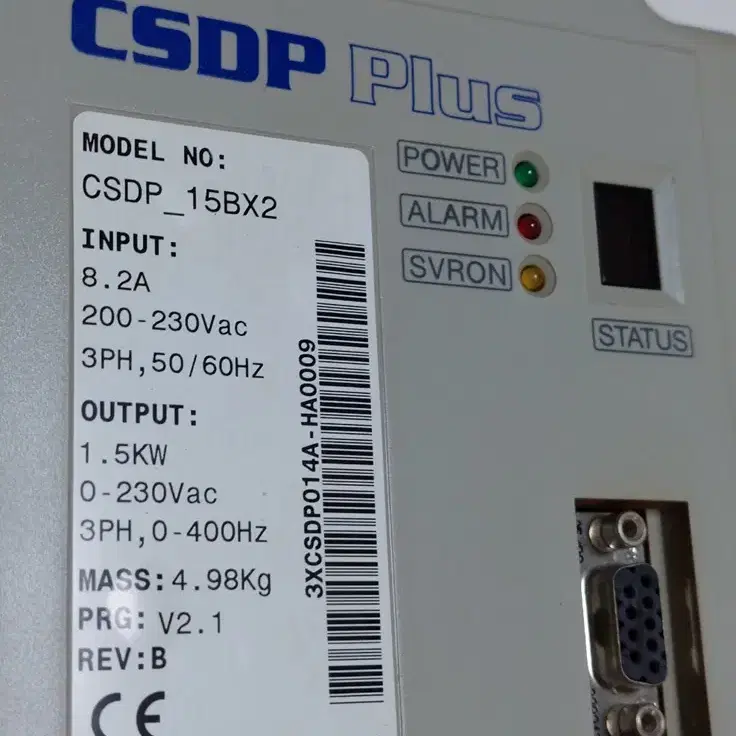 CSDP Plus
MODEL NO:
CSDP_15BX2
INPUT:
8.2A
200-230Vac
3PH,50/60Hz
OUTPUT:
1.5KW
0-230Vac
3PH,0-400Hz
MASS:4.98Kg
PRG: V2.1
REV:B
CE
3XCSDP014A-HA0009
POWER
ALARM
SVRON
STATUS